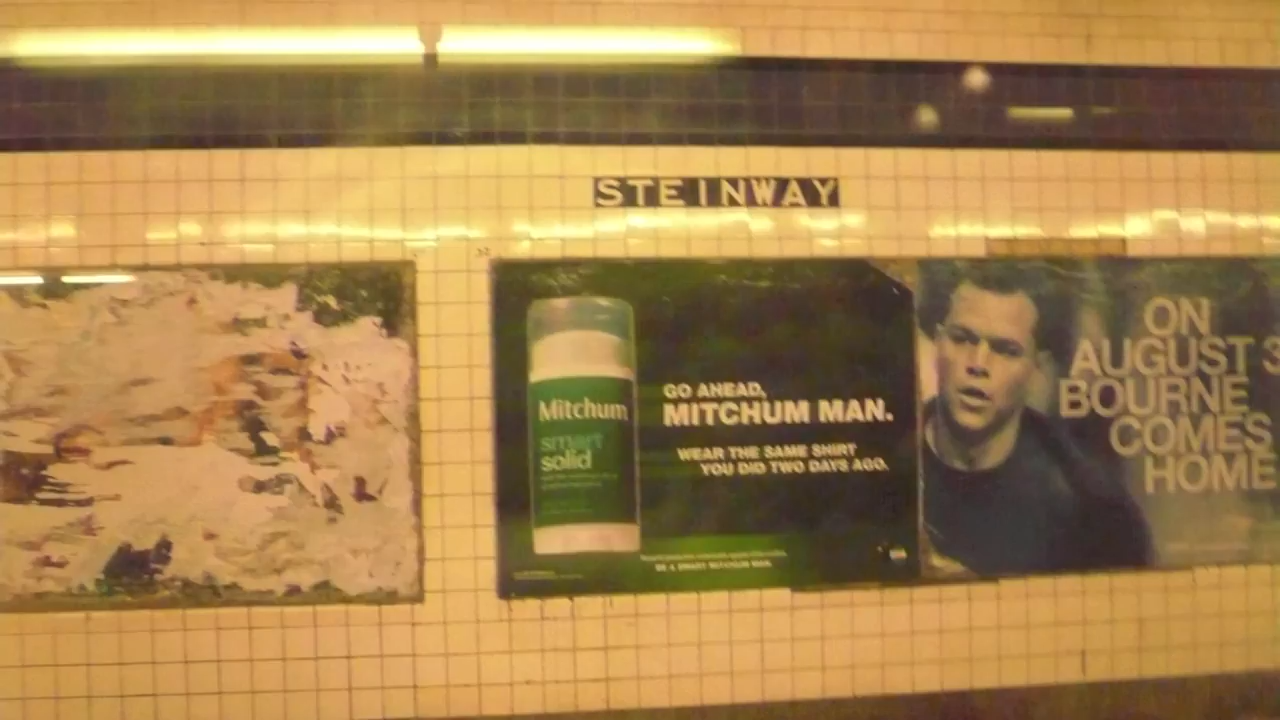 STEINWAY
Mitchum
smart
solid
GO AHEAD,
MITCHUM MAN.
WEAR THE SAME SHIRT
YOU DID TWO DAYS AGO.
BE A SMART MITCHUM MAN.
ON
AUGUST 3
BOURNE
COMES
HOME